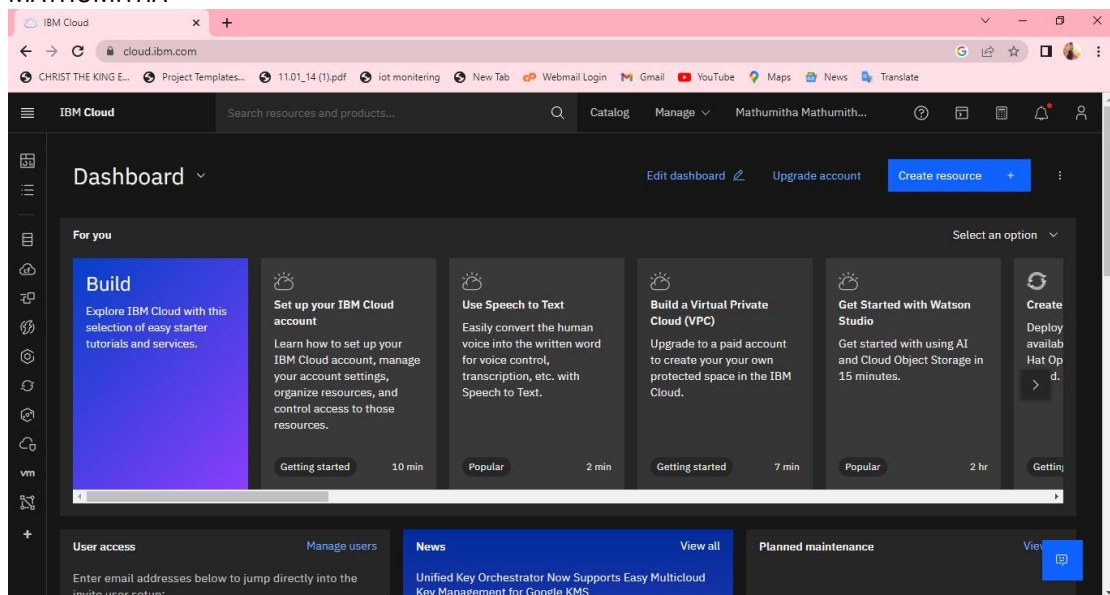 MATHUMITHA
IBM Cloud
cloud.ibm.com
CHRIST THE KING E... Project Templates... 11.01_14 (1).pdf iot monitering New Tab Webmail Login Gmail YouTube Maps News Translate
IBM Cloud Search resources and products... Catalog Manage Mathumitha Mathumith...
Dashboard Edit dashboard Upgrade account Create resource +
For you Select an option
Build
Explore IBM Cloud with this
selection of easy starter
tutorials and services.
Set up your IBM Cloud
account
Learn how to set up your
IBM Cloud account, manage
your account settings,
organize resources, and
control access to those
resources.
Getting started 10 min
Use Speech to Text
Easily convert the human
voice into the written word
for voice control,
transcription, etc. with
Speech to Text.
Popular 2 min
Build a Virtual Private
Cloud (VPC)
Upgrade to a paid account
to create your your own
protected space in the IBM
Cloud.
Getting started 7 min
Get Started with Watson
Studio
Get started with using AI
and Cloud Object Storage in
15 minutes.
Popular 2 hr
Create
Deploy
availab
Hat Op
d.
Getting
vm
User access Manage users
Enter email addresses below to jump directly into the
invite user setup:
News View all
Unified Key Orchestrator Now Supports Easy Multicloud
Key Management for Google KMS
Planned maintenance